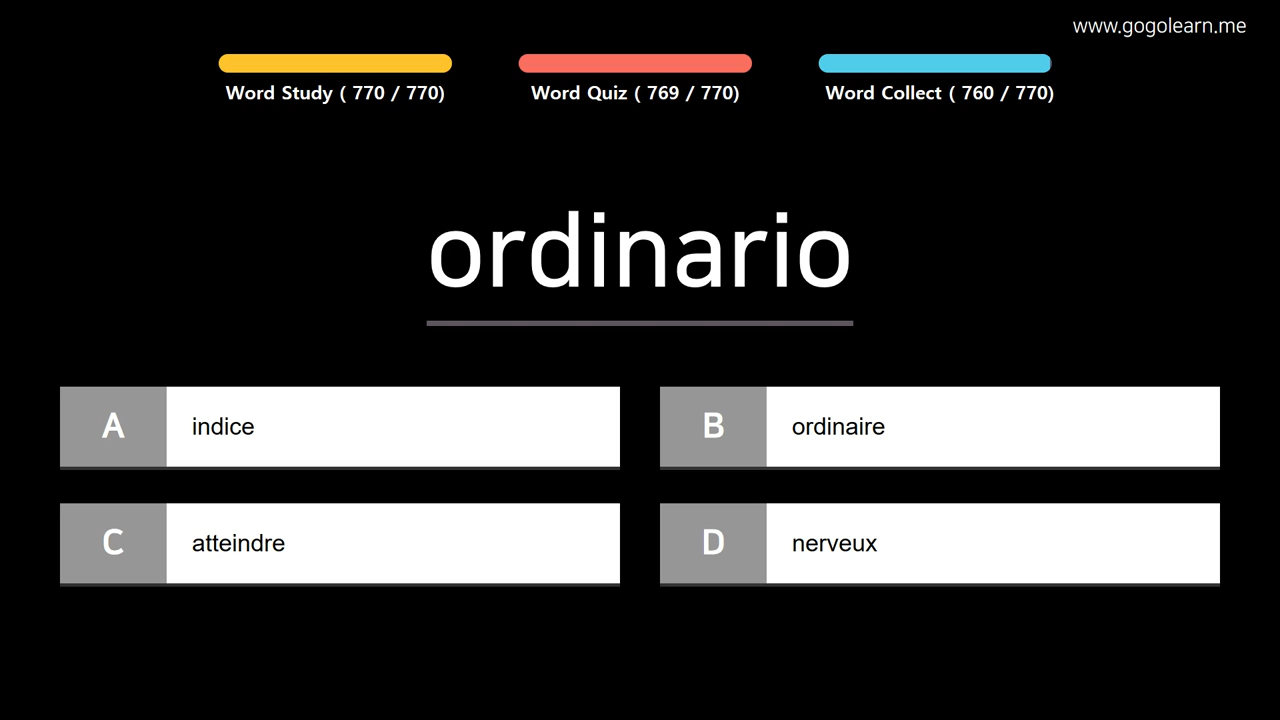 www.gogolearn.me
Word Study ( 770 / 770)
Word Quiz ( 769 / 770)
Word Collect ( 760 / 770)
ordinario
A indice
B ordinaire
C atteindre
D nerveux